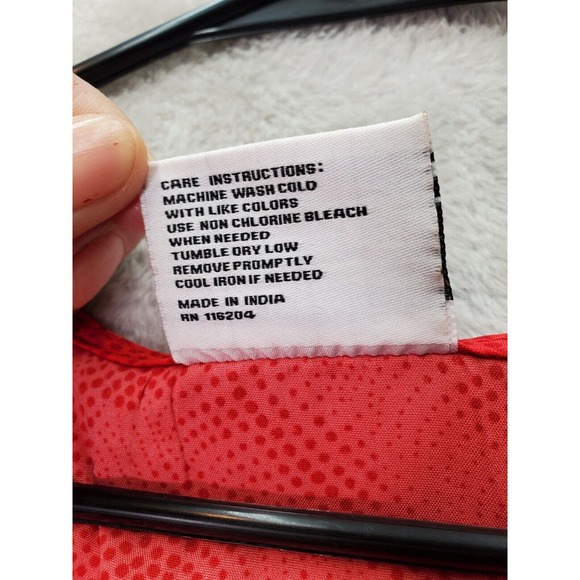 CARE INSTRUCTIONS:
MACHINE WASH COLD
WITH LIKE COLORS
USE NON CHLORINE BLEACH
WHEN NEEDED
TUMBLE DRY LOW
REMOVE PROMPTLY
COOL IRON IF NEEDED
MADE IN INDIA
RN 116204